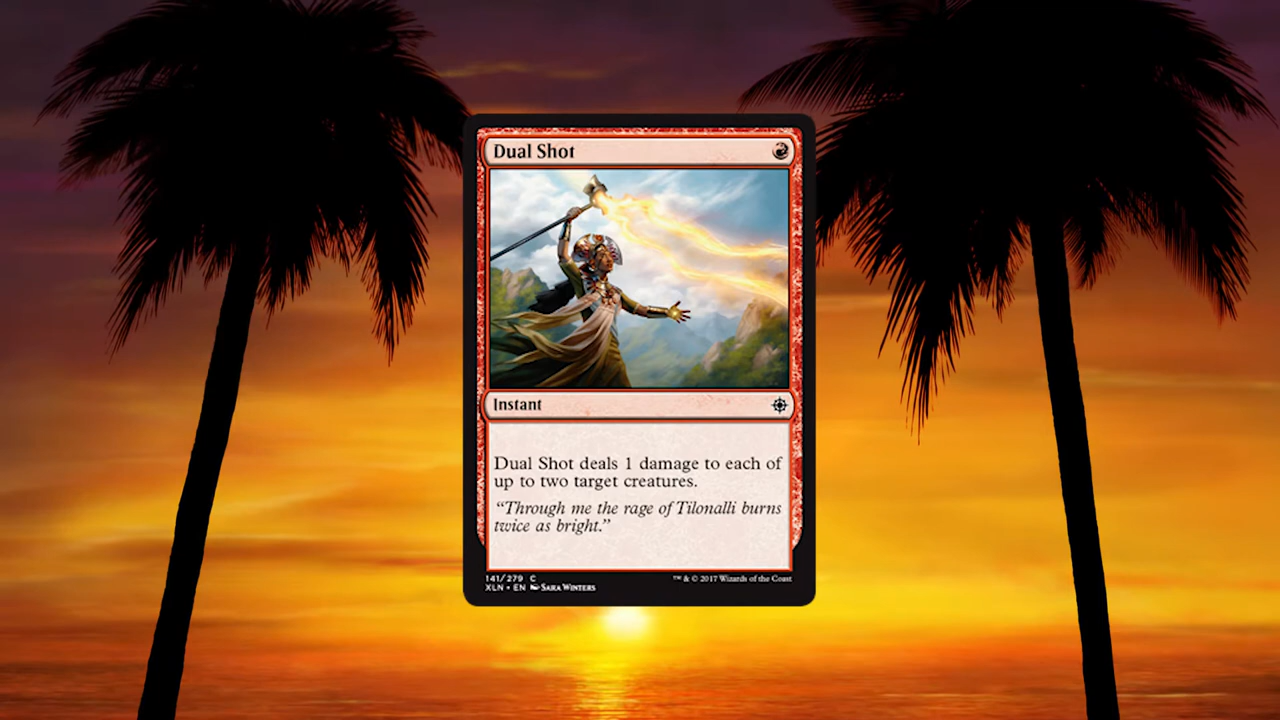 Dual Shot
Instant
Dual Shot deals 1 damage to each of
up to two target creatures.
“Through me the rage of Tilonalli burns
twice as bright.”
141/279 C
XLN • EN Sara Winters
™ & © 2017 Wizards of the Coast